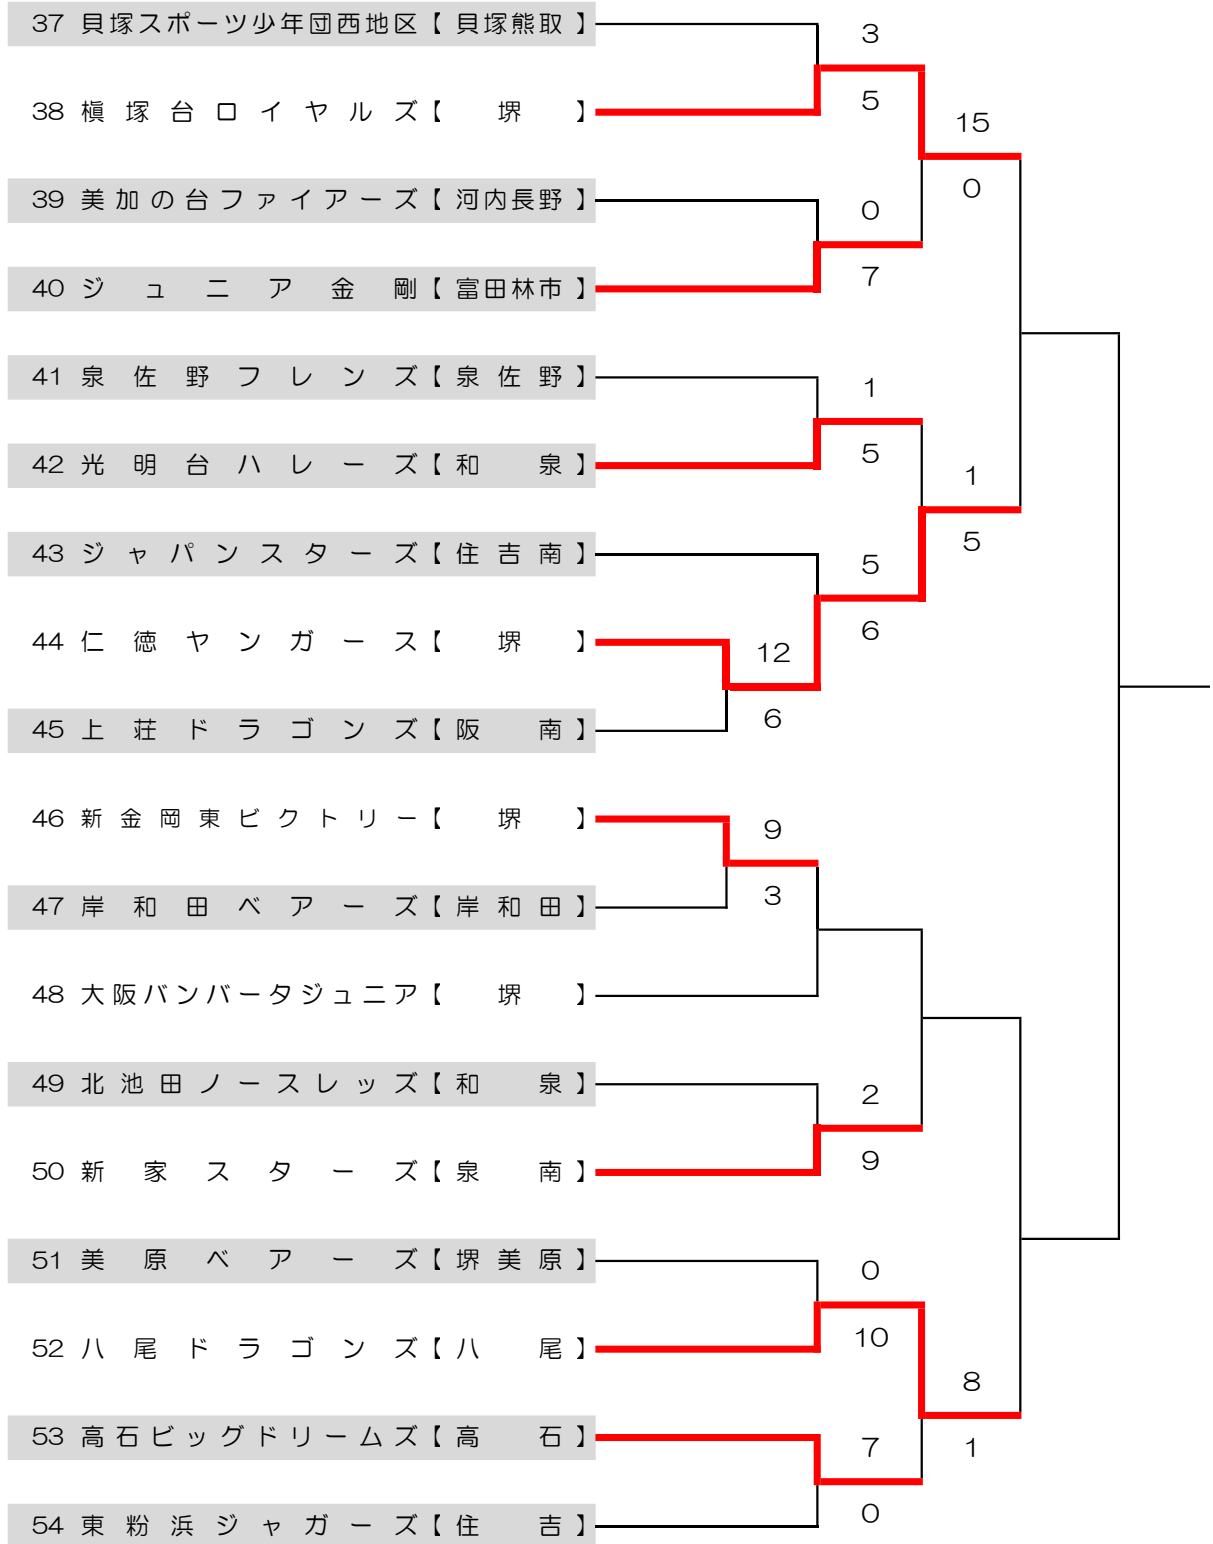 37 貝塚スポーツ少年団西地区【貝塚熊取】
3
38 槇塚台ロイヤルズ【堺】
5
15
39 美加の台ファイアーズ【河内長野】
0
0
40 ジュニア金剛【富田林市】
7
41 泉佐野フレンズ【泉佐野】
1
42 光明台ハレーズ【和泉】
5
1
43 ジャパンスターズ【住吉南】
5
5
44 仁徳ヤンガース【堺】
6
12
45 上荘ドラゴンズ【阪南】
6
46 新金岡東ビクトリー【堺】
9
47 岸和田ベアーズ【岸和田】
3
48 大阪バンバータジュニア【堺】
49 北池田ノースレッズ【和泉】
2
50 新家スターズ【泉南】
9
51 美原ベアーズ【堺美原】
0
52 八尾ドラゴンズ【八尾】
10
8
53 高石ビッグドリームズ【高石】
7
1
54 東粉浜ジャガーズ【住吉】
0